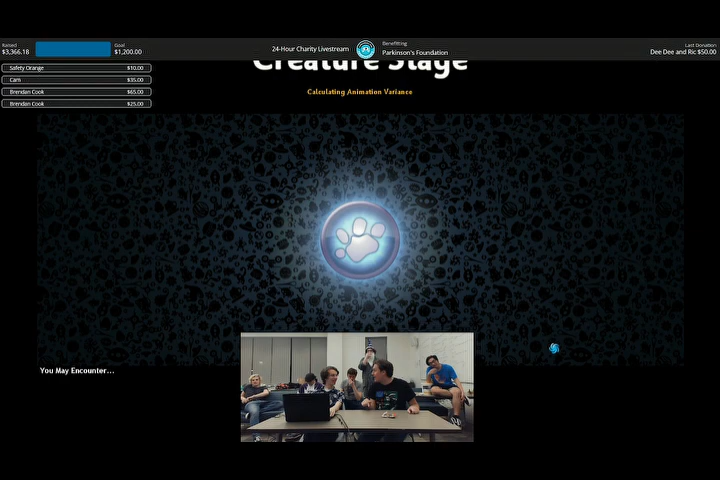 Raised
$3,366.18
Goal
$1,200.00
24-Hour Charity Livestream
Benefitting
Parkinson's Foundation
Last Donation
Dee Dee and Ric $50.00
Creature Stage
Safety Orange $10.00
Cam $35.00
Brendan Cook $65.00
Brendan Cook $25.00
Calculating Animation Variance
You May Encounter...